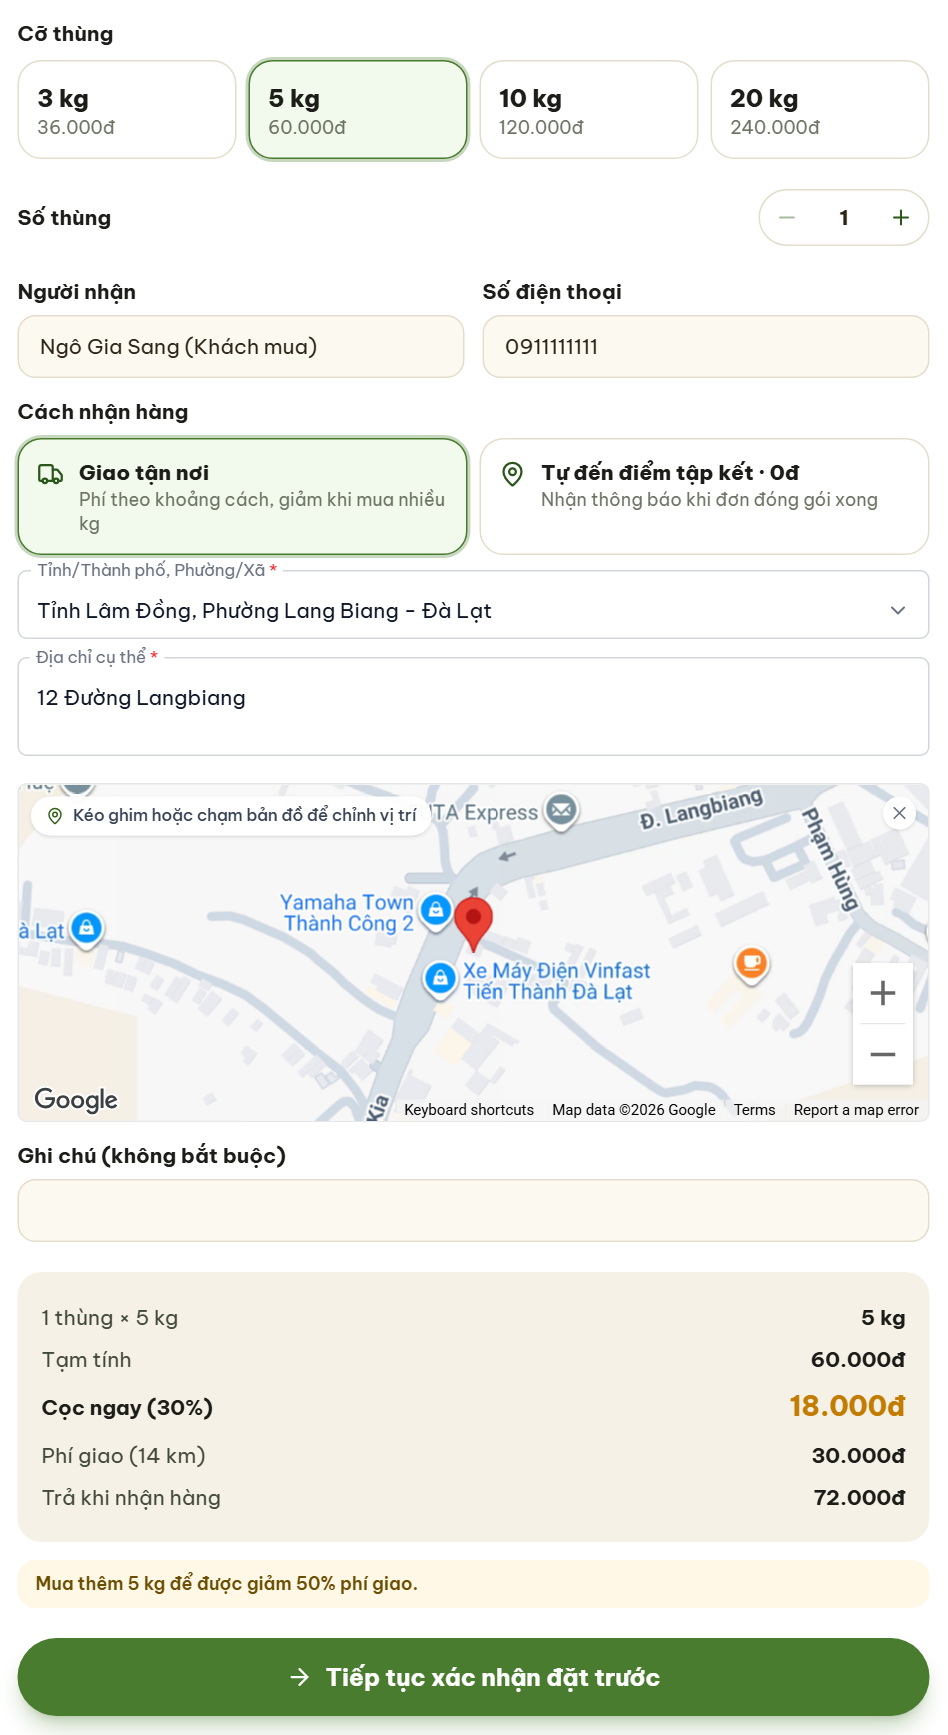 Cỡ thùng
3 kg
36.000đ
5 kg
60.000đ
10 kg
120.000đ
20 kg
240.000đ
Số thùng
1
Người nhận
Số điện thoại
Ngô Gia Sang (Khách mua)
0911111111
Cách nhận hàng
Giao tận nơi
Phí theo khoảng cách, giảm khi mua nhiều
kg
Tự đến điểm tập kết · 0đ
Nhận thông báo khi đơn đóng gói xong
Tỉnh/Thành phố, Phường/Xã *
Tỉnh Lâm Đồng, Phường Lang Biang - Đà Lạt
Địa chỉ cụ thể *
12 Đường Langbiang
Kéo ghim hoặc chạm bản đồ để chỉnh vị trí
ITA Express
Đ. Langbiang
Phạm Hùng
Yamaha Town
Thành Công 2
à Lạt
Xe Máy Điện Vinfast
Tiến Thành Đà Lạt
Kia
Google
Keyboard shortcuts
Map data ©2026 Google
Terms
Report a map error
Ghi chú (không bắt buộc)
1 thùng × 5 kg
5 kg
Tạm tính
60.000đ
Cọc ngay (30%)
18.000đ
Phí giao (14 km)
30.000đ
Trả khi nhận hàng
72.000đ
Mua thêm 5 kg để được giảm 50% phí giao.
→ Tiếp tục xác nhận đặt trước